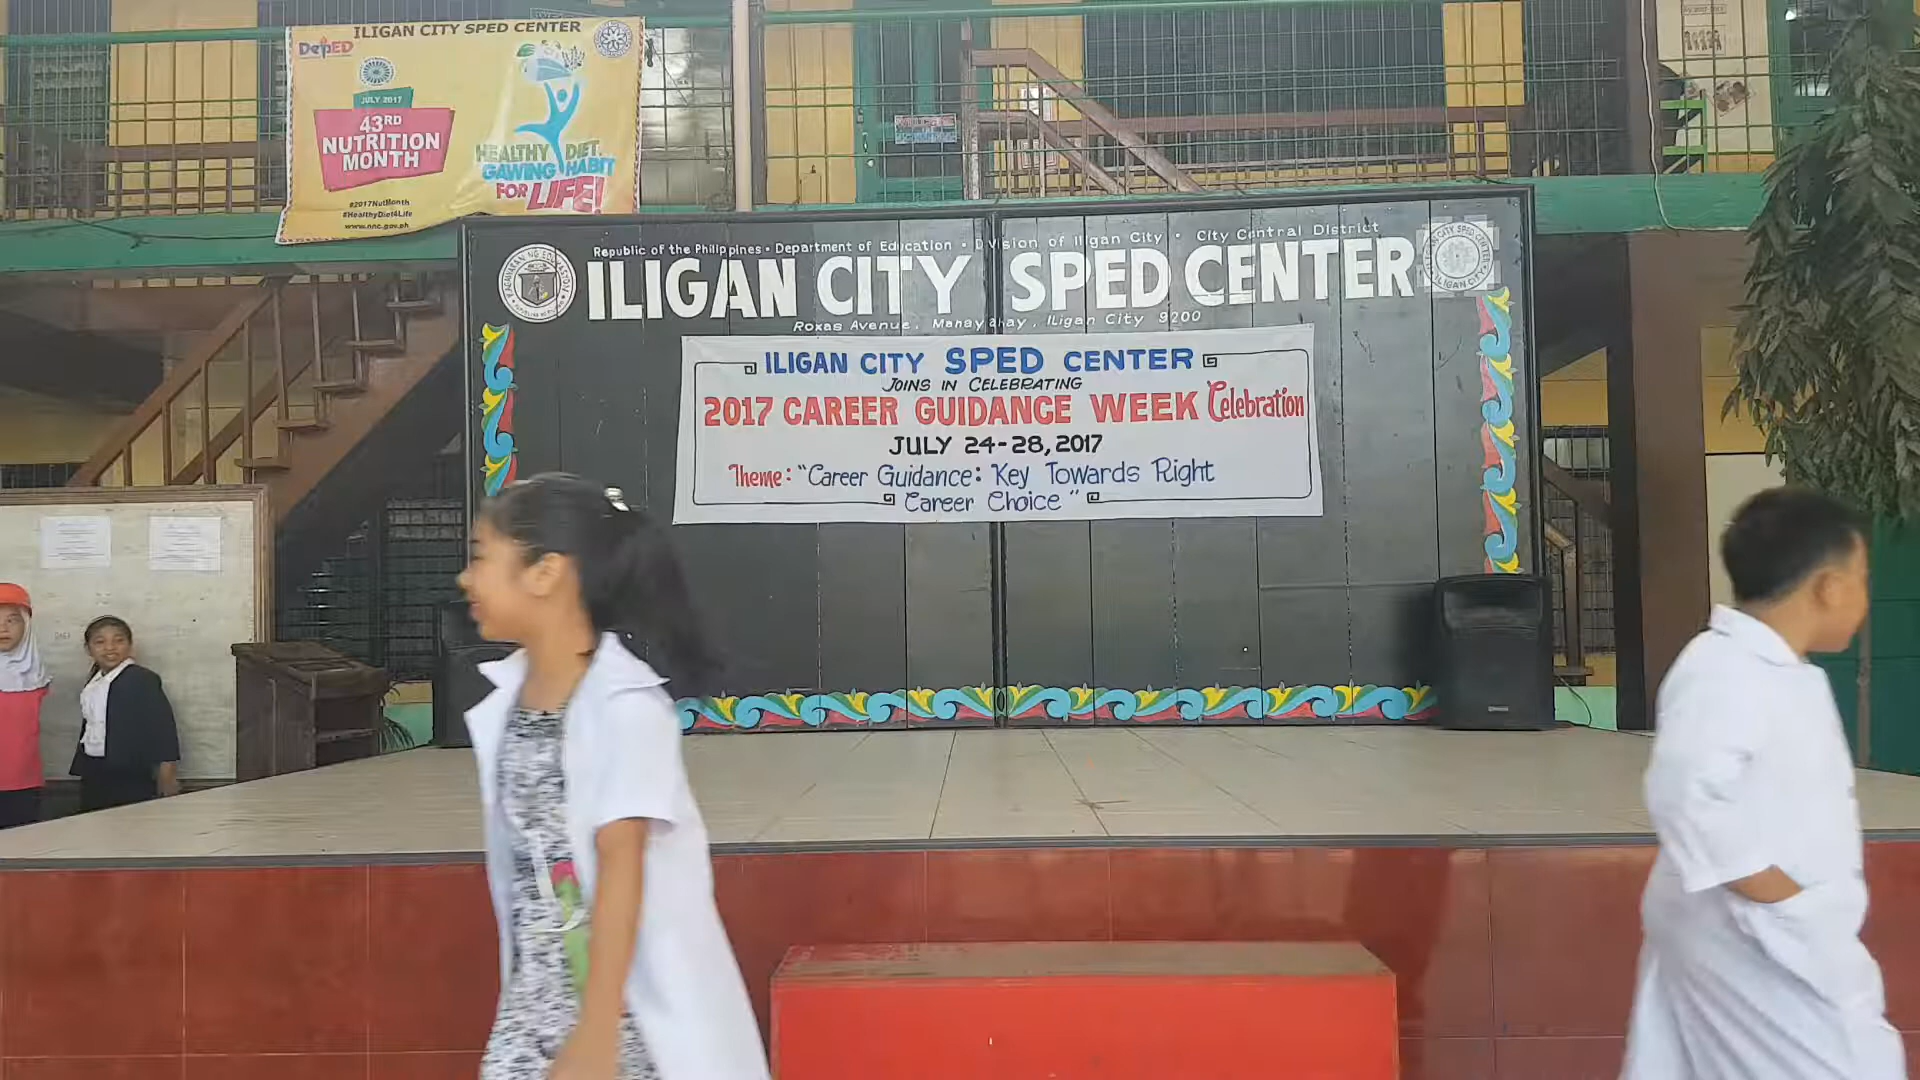 ILIGAN CITY SPED CENTER
DepED
JULY 2017
43RD
NUTRITION
MONTH
HEALTHY DIET,
GAWING HABIT
FOR LIFE!
#2017NutMonth
#HealthyDiet4Life
www.nnc.gov.ph
Republic of the Philippines • Department of Education • Division of Iligan City • City Central District
ILIGAN CITY SPED CENTER
Roxas Avenue, Mahayahay, Iligan City 9200
ILIGAN CITY SPED CENTER
JOINS IN CELEBRATING
2017 CAREER GUIDANCE WEEK Celebration
JULY 24-28, 2017
Theme: "Career Guidance: Key Towards Right
Career Choice"